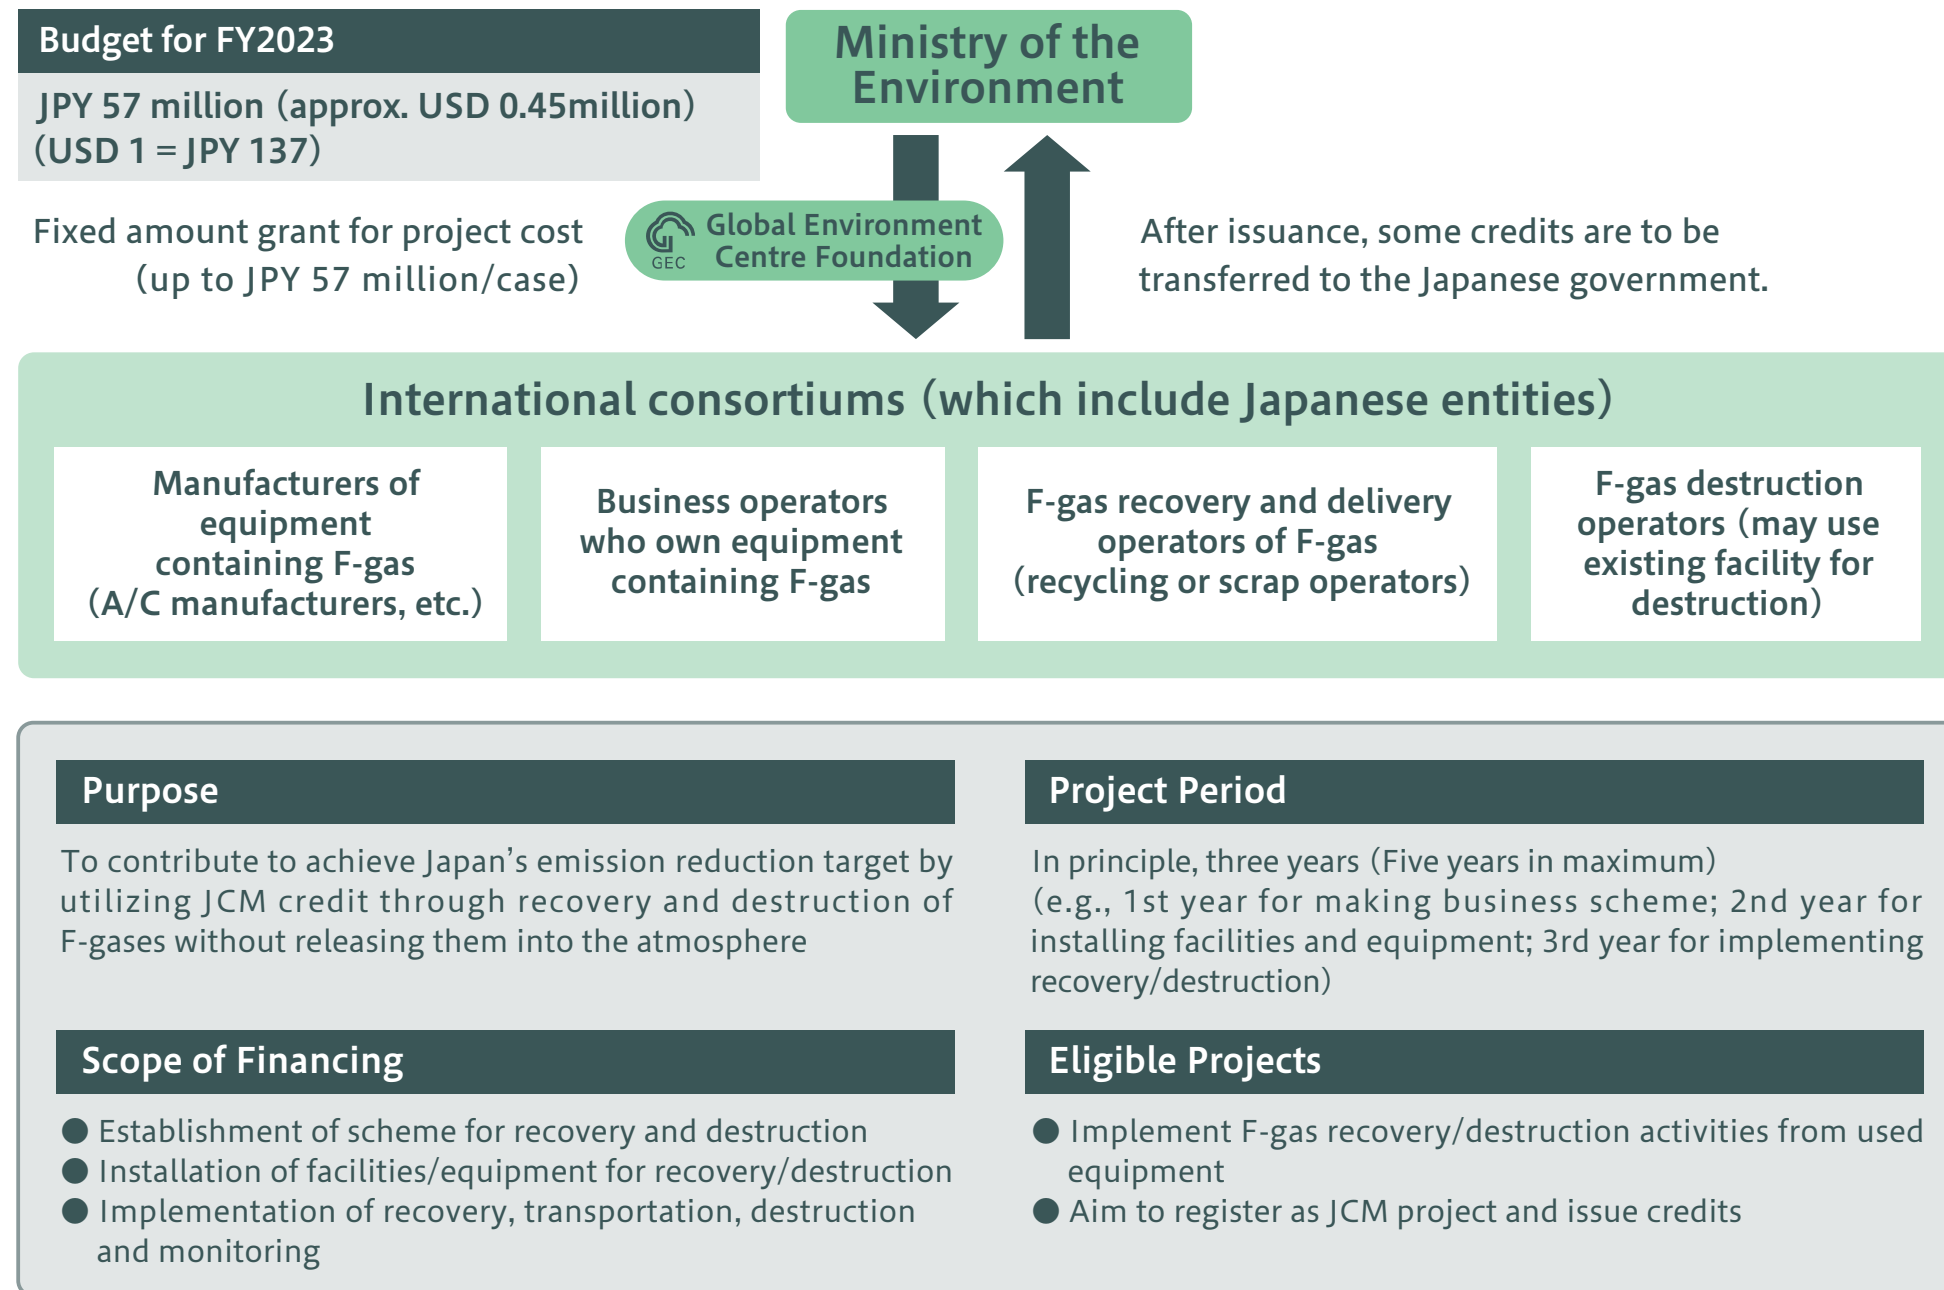 Budget for FY2023
JPY 57 million (approx. USD 0.45million)
(USD 1 = JPY 137)
Ministry of the
Environment
Fixed amount grant for project cost
(up to JPY 57 million/case)
GEC
Global Environment
Centre Foundation
After issuance, some credits are to be
transferred to the Japanese government.
International consortiums (which include Japanese entities)
Manufacturers of
equipment
containing F-gas
(A/C manufacturers, etc.)
Business operators
who own equipment
containing F-gas
F-gas recovery and delivery
operators of F-gas
(recycling or scrap operators)
F-gas destruction
operators (may use
existing facility for
destruction)
Purpose
To contribute to achieve Japan’s emission reduction target by
utilizing JCM credit through recovery and destruction of
F-gases without releasing them into the atmosphere
Project Period
In principle, three years (Five years in maximum)
(e.g., 1st year for making business scheme; 2nd year for
installing facilities and equipment; 3rd year for implementing
recovery/destruction)
Scope of Financing
● Establishment of scheme for recovery and destruction
● Installation of facilities/equipment for recovery/destruction
● Implementation of recovery, transportation, destruction
and monitoring
Eligible Projects
● Implement F-gas recovery/destruction activities from used
equipment
● Aim to register as JCM project and issue credits